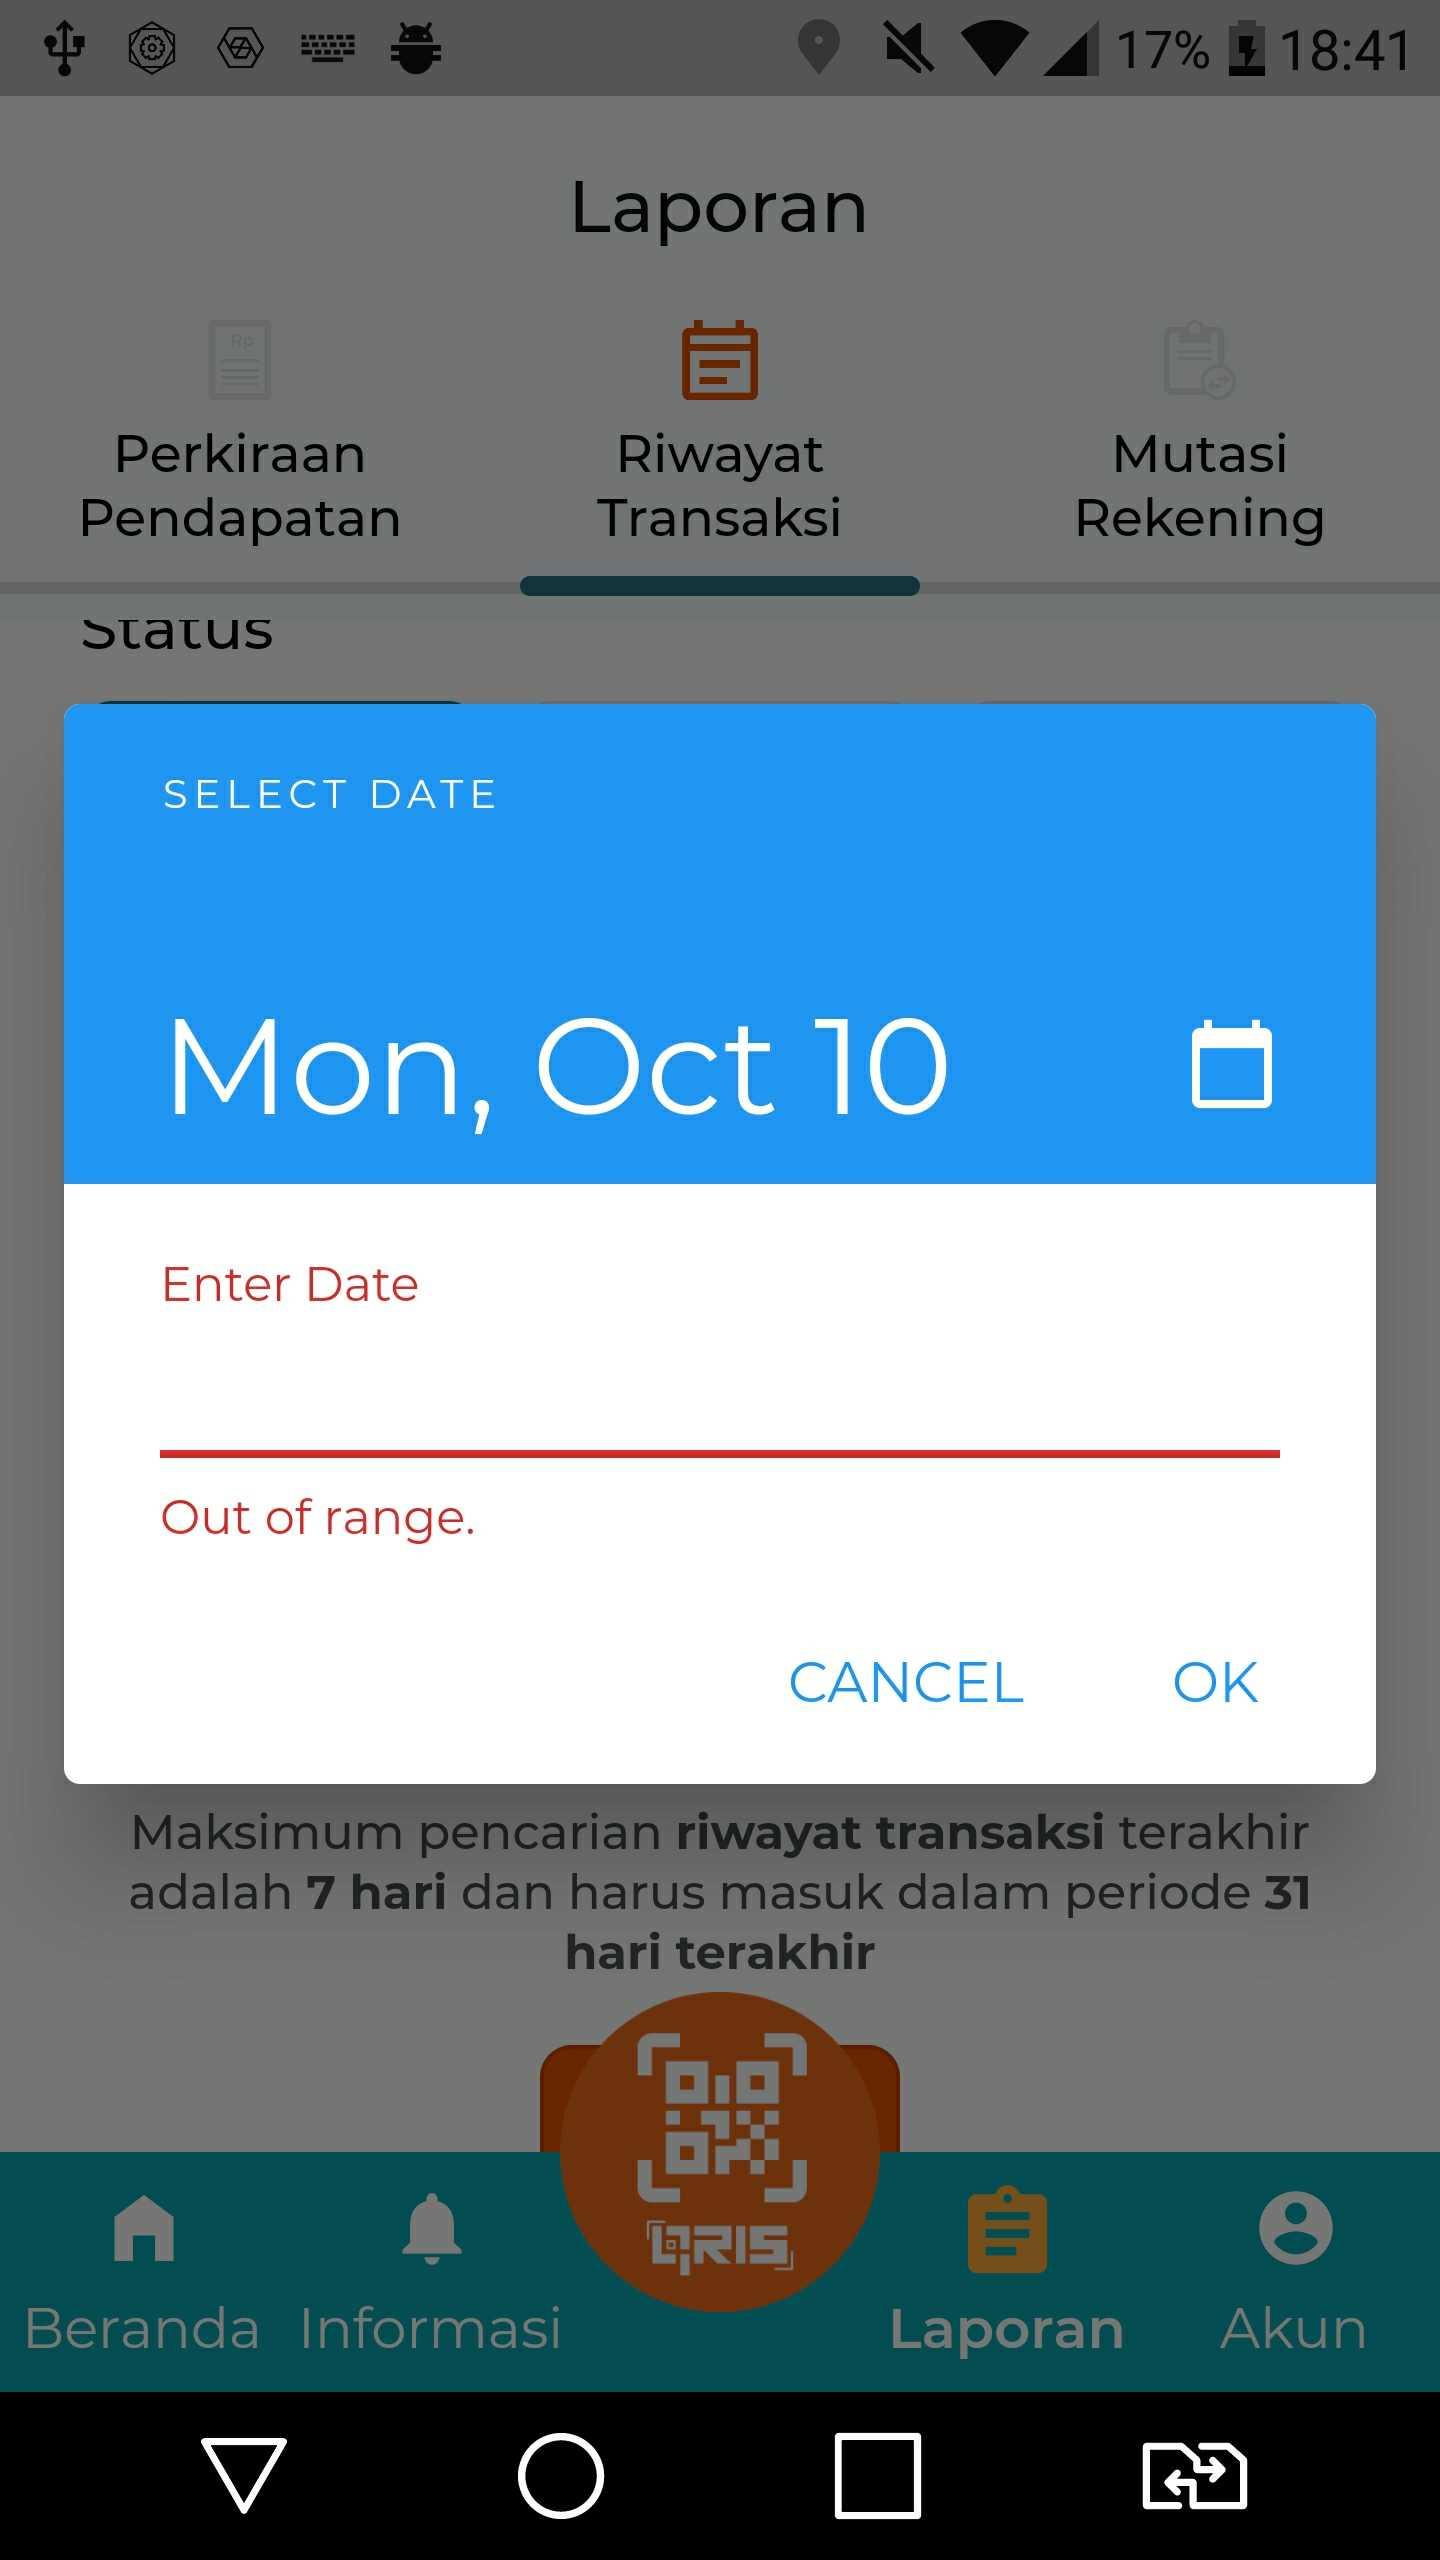 17% 18:41
Laporan
Rp
Perkiraan
Pendapatan
Riwayat
Transaksi
Mutasi
Rekening
Status
SELECT DATE
Mon, Oct 10
Enter Date
Out of range.
CANCEL OK
Maksimum pencarian riwayat transaksi terakhir
adalah 7 hari dan harus masuk dalam periode 31
hari terakhir
QRIS
Beranda Informasi Laporan Akun